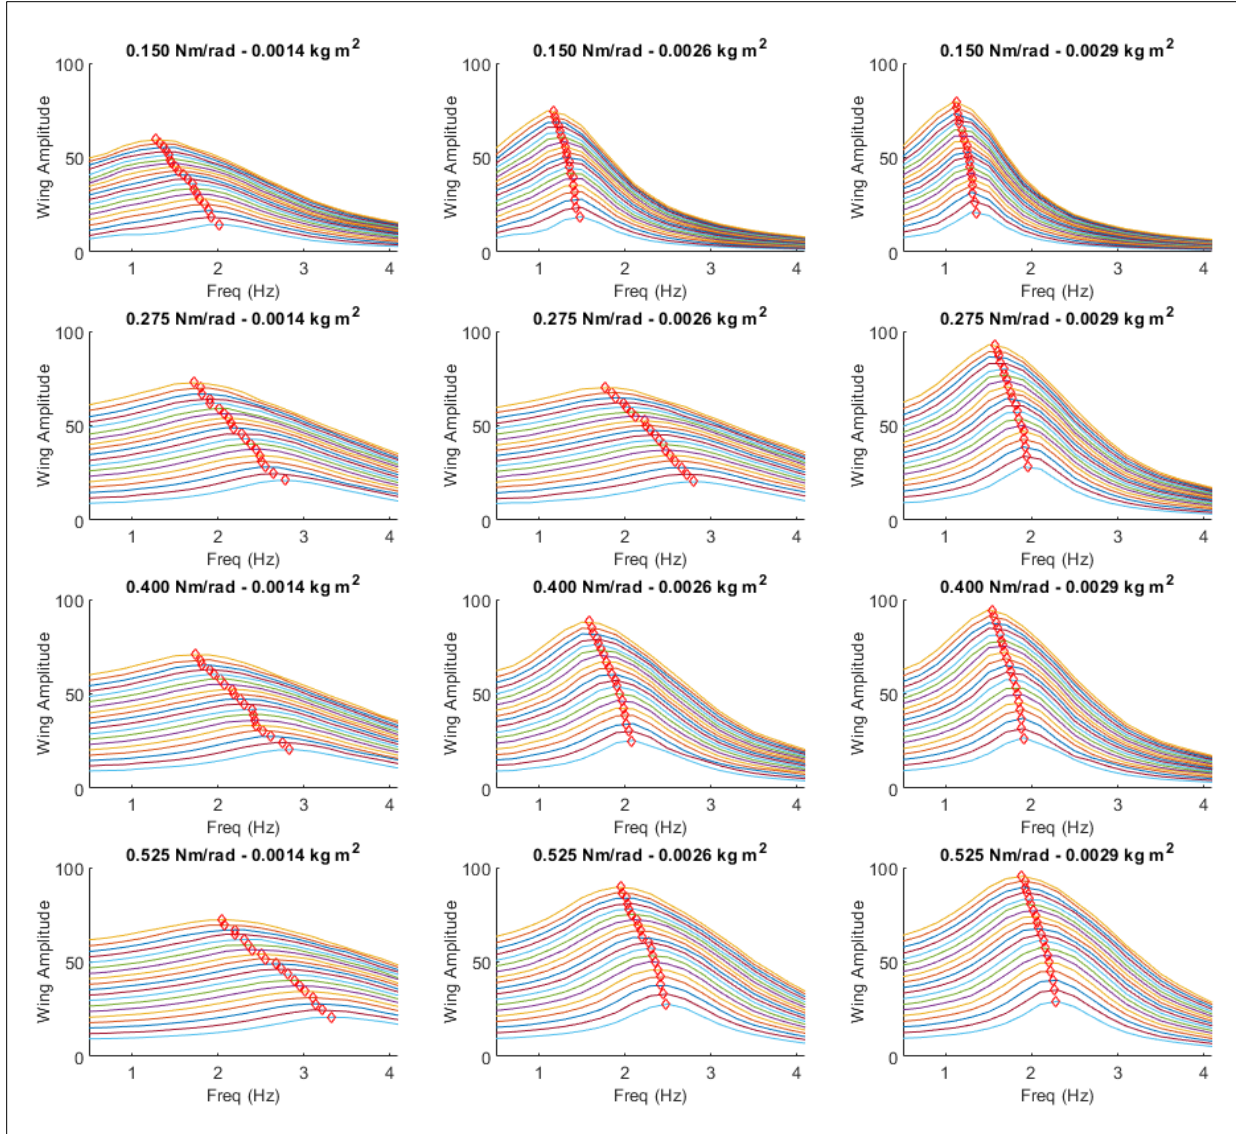 0.150 Nm/rad - 0.0014 kg m²
100
50
0
Wing Amplitude
1 2 3 4
Freq (Hz)
0.150 Nm/rad - 0.0026 kg m²
100
50
0
Wing Amplitude
1 2 3 4
Freq (Hz)
0.150 Nm/rad - 0.0029 kg m²
100
50
0
Wing Amplitude
1 2 3 4
Freq (Hz)
0.275 Nm/rad - 0.0014 kg m²
100
50
0
Wing Amplitude
1 2 3 4
Freq (Hz)
0.275 Nm/rad - 0.0026 kg m²
100
50
0
Wing Amplitude
1 2 3 4
Freq (Hz)
0.275 Nm/rad - 0.0029 kg m²
100
50
0
Wing Amplitude
1 2 3 4
Freq (Hz)
0.400 Nm/rad - 0.0014 kg m²
100
50
0
Wing Amplitude
1 2 3 4
Freq (Hz)
0.400 Nm/rad - 0.0026 kg m²
100
50
0
Wing Amplitude
1 2 3 4
Freq (Hz)
0.400 Nm/rad - 0.0029 kg m²
100
50
0
Wing Amplitude
1 2 3 4
Freq (Hz)
0.525 Nm/rad - 0.0014 kg m²
100
50
0
Wing Amplitude
1 2 3 4
Freq (Hz)
0.525 Nm/rad - 0.0026 kg m²
100
50
0
Wing Amplitude
1 2 3 4
Freq (Hz)
0.525 Nm/rad - 0.0029 kg m²
100
50
0
Wing Amplitude
1 2 3 4
Freq (Hz)